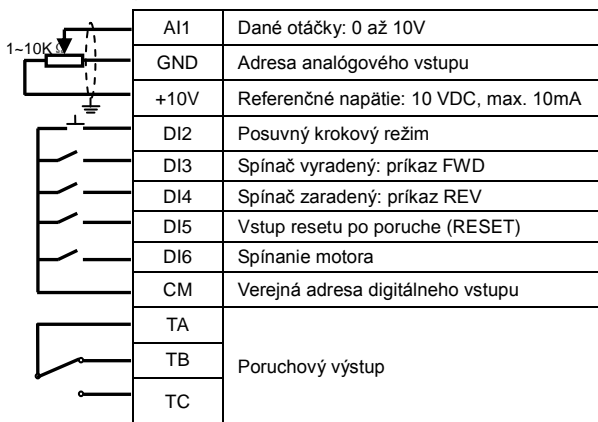 AI1 Dané otáčky: 0 až 10V
1~10KΩ
GND Adresa analógového vstupu
+10V Referenčné napätie: 10 VDC, max. 10mA
DI2 Posuvný krokový režim
DI3 Spínač vyradený: príkaz FWD
DI4 Spínač zaradený: príkaz REV
DI5 Vstup resetu po poruche (RESET)
DI6 Spínanie motora
CM Verejná adresa digitálneho vstupu
TA
TB Poruchový výstup
TC